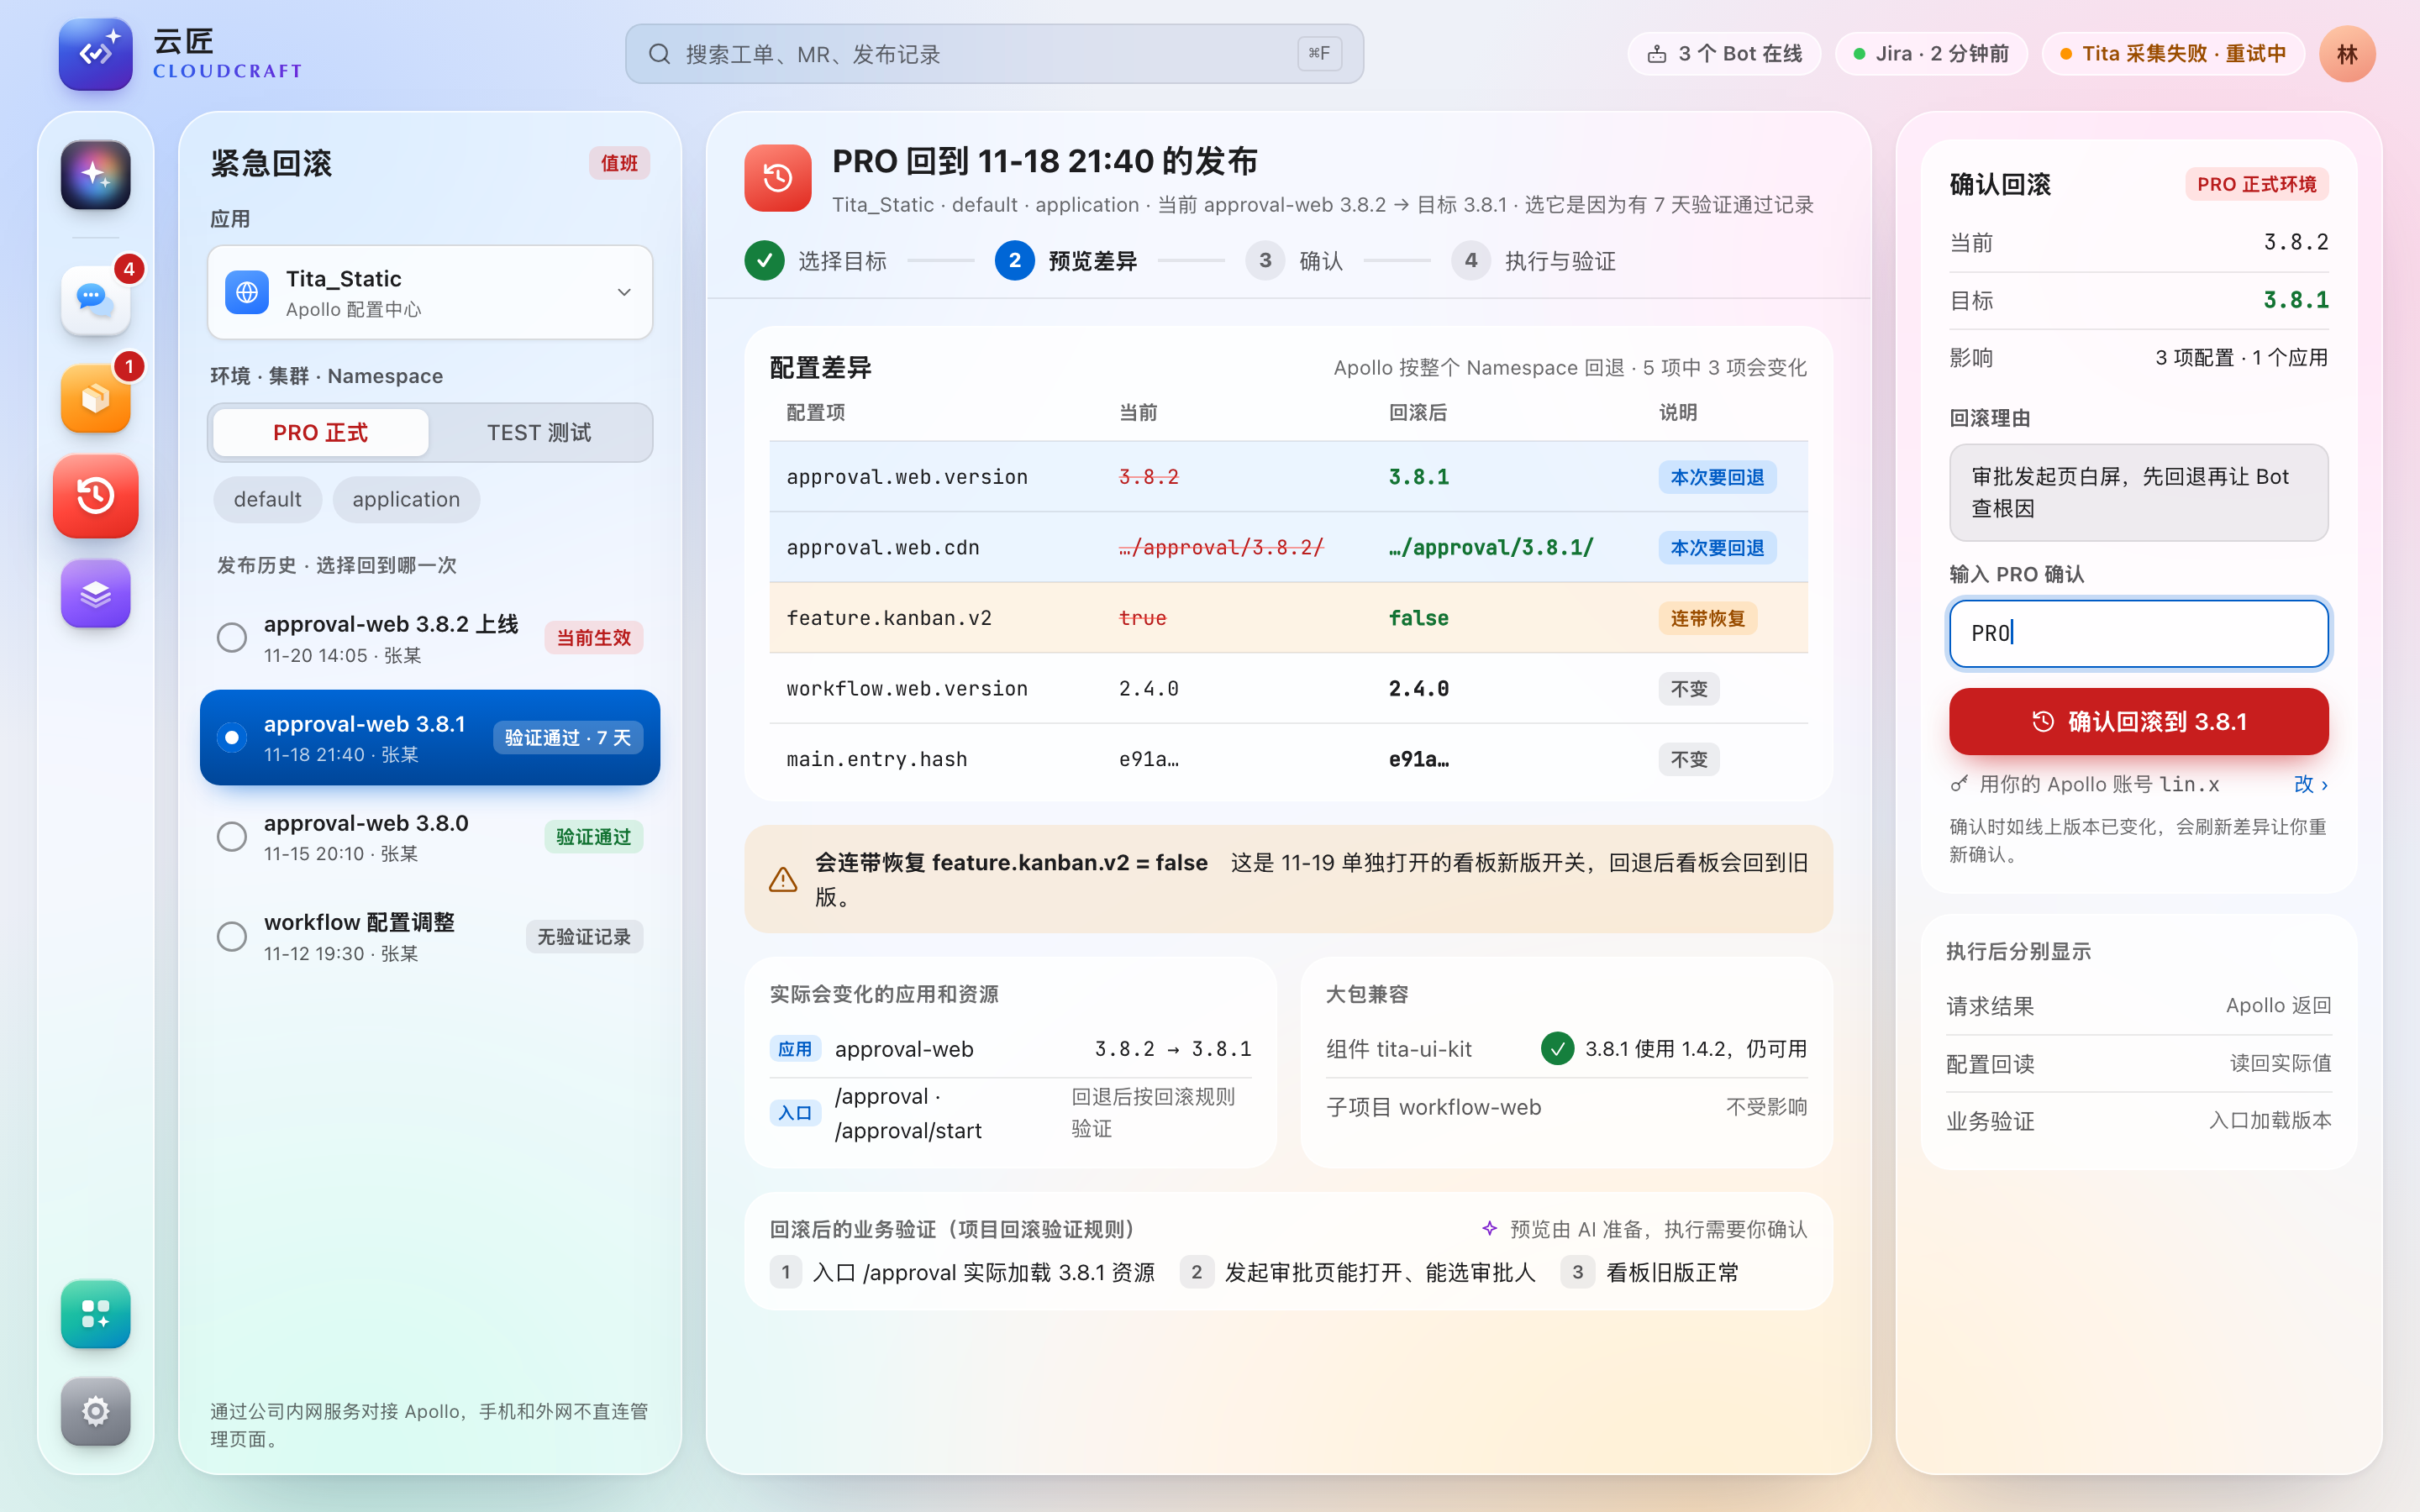 云匠
CLOUDCRAFT
搜索工单、MR、发布记录
⌘F
3 个 Bot 在线
Jira · 2 分钟前
Tita 采集失败 · 重试中
林
4
1
紧急回滚
值班
应用
Tita_Static
Apollo 配置中心
环境 · 集群 · Namespace
PRO 正式
TEST 测试
default
application
发布历史 · 选择回到哪一次
approval-web 3.8.2 上线
11-20 14:05 · 张某
当前生效
approval-web 3.8.1
11-18 21:40 · 张某
验证通过 · 7 天
approval-web 3.8.0
11-15 20:10 · 张某
验证通过
workflow 配置调整
11-12 19:30 · 张某
无验证记录
通过公司内网服务对接 Apollo，手机和外网不直连管
理页面。
PRO 回到 11-18 21:40 的发布
Tita_Static · default · application · 当前 approval-web 3.8.2 → 目标 3.8.1 · 选它是因为有 7 天验证通过记录
选择目标
2 预览差异
3 确认
4 执行与验证
配置差异
Apollo 按整个 Namespace 回退 · 5 项中 3 项会变化
配置项 当前 回滚后 说明
approval.web.version 3.8.2 3.8.1 本次要回退
approval.web.cdn …/approval/3.8.2/ …/approval/3.8.1/ 本次要回退
feature.kanban.v2 true false 连带恢复
workflow.web.version 2.4.0 2.4.0 不变
main.entry.hash e91a… e91a… 不变
会连带恢复 feature.kanban.v2 = false 这是 11-19 单独打开的看板新版开关，回退后看板会回到旧
版。
实际会变化的应用和资源
应用 approval-web 3.8.2 → 3.8.1
入口 /approval ·
/approval/start
回退后按回滚规则
验证
大包兼容
组件 tita-ui-kit 3.8.1 使用 1.4.2，仍可用
子项目 workflow-web 不受影响
回滚后的业务验证（项目回滚验证规则）
预览由 AI 准备，执行需要你确认
1 入口 /approval 实际加载 3.8.1 资源
2 发起审批页能打开、能选审批人
3 看板旧版正常
确认回滚
PRO 正式环境
当前 3.8.2
目标 3.8.1
影响 3 项配置 · 1 个应用
回滚理由
审批发起页白屏，先回退再让 Bot
查根因
输入 PRO 确认
PRO
确认回滚到 3.8.1
用你的 Apollo 账号 lin.x
改 ›
确认时如线上版本已变化，会刷新差异让你重
新确认。
执行后分别显示
请求结果 Apollo 返回
配置回读 读回实际值
业务验证 入口加载版本